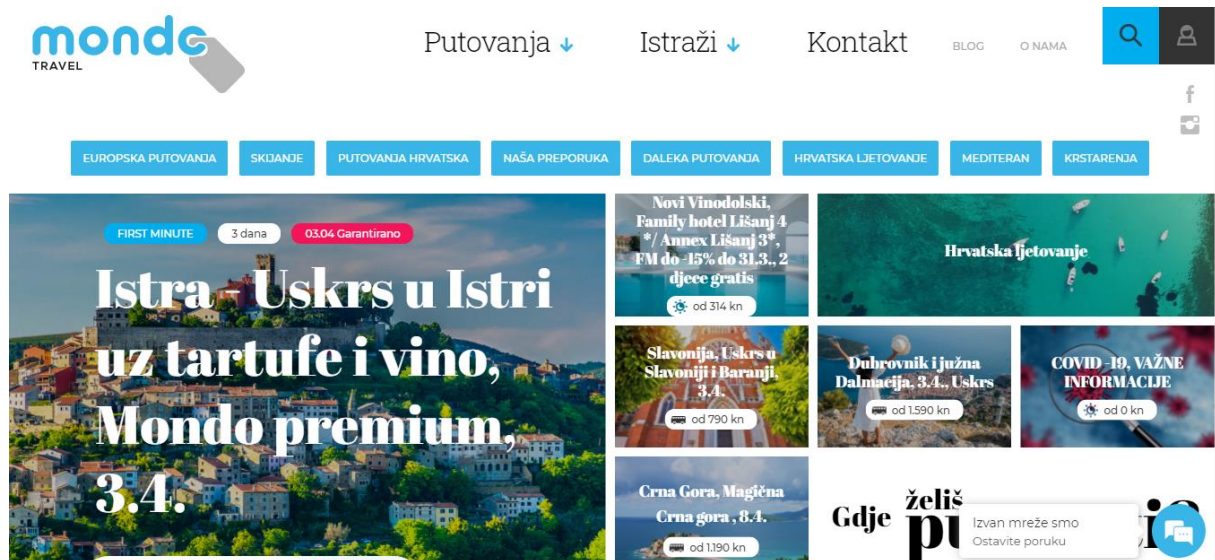 mondo
TRAVEL
Putovanja
Istraži
Kontakt
BLOG
O NAMA
EUROPSKA PUTOVANJA
SKIJANJE
PUTOVANJA HRVATSKA
NAŠA PREPORUKA
DALEKA PUTOVANJA
HRVATSKA LJETOVANJE
MEDITERAN
KRSTARENJA
FIRST MINUTE
3 dana
03.04 Garantirano
Istra - Uskrs u Istri
uz tartufe i vino,
Mondo premium,
3.4.
Novi Vinodolski,
Family hotel Lišanj 4
*/ Annex Lišanj 3*,
FM do -15% do 31.3., 2
djece gratis
od 314 kn
Hrvatska ljetovanje
Slavonija, Uskrs u
Slavoniji i Baranji,
3.4.
od 790 kn
Dubrovnik i južna
Dalmacija, 3.4., Uskrs
od 1.590 kn
COVID -19, VAŽNE
INFORMACIJE
od 0 kn
Crna Gora, Magična
Crna gora , 8.4.
od 1.190 kn
Gdje želiš
Izvan mreže smo
Ostavite poruku